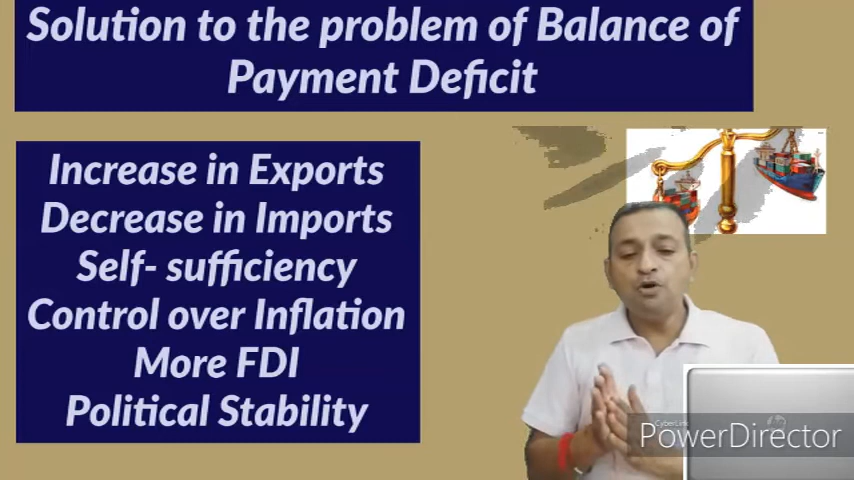 Solution to the problem of Balance of
Payment Deficit
Increase in Exports
Decrease in Imports
Self- sufficiency
Control over Inflation
More FDI
Political Stability
CyberLink
PowerDirector